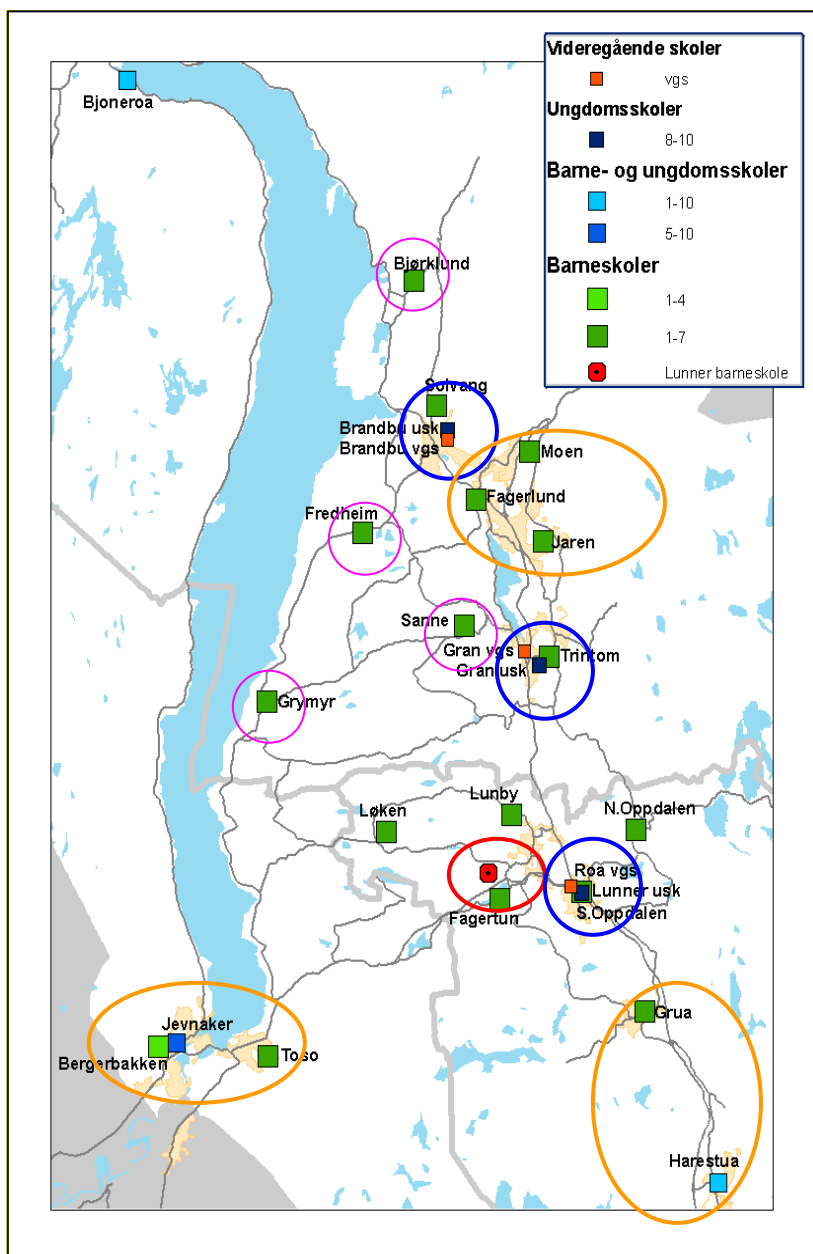 Videregående skoler
vgs
Ungdomsskoler
8-10
Barne- og ungdomsskoler
1-10
5-10
Barneskoler
1-4
1-7
Lunner barneskole
Bjoneroa
Bjørklund
Solvang
Brandbu usk
Brandbu vgs
Moen
Fagerlund
Fredheim
Jaren
Sanne
Gran vgs
Gran usk
Trintom
Grymyr
Lunby
N.Oppdalen
Løken
Røa vgs
Lunner usk
Fagertun
S.Oppdalen
Grua
Jevnaker
Bergerbakken
Toso
Harestua